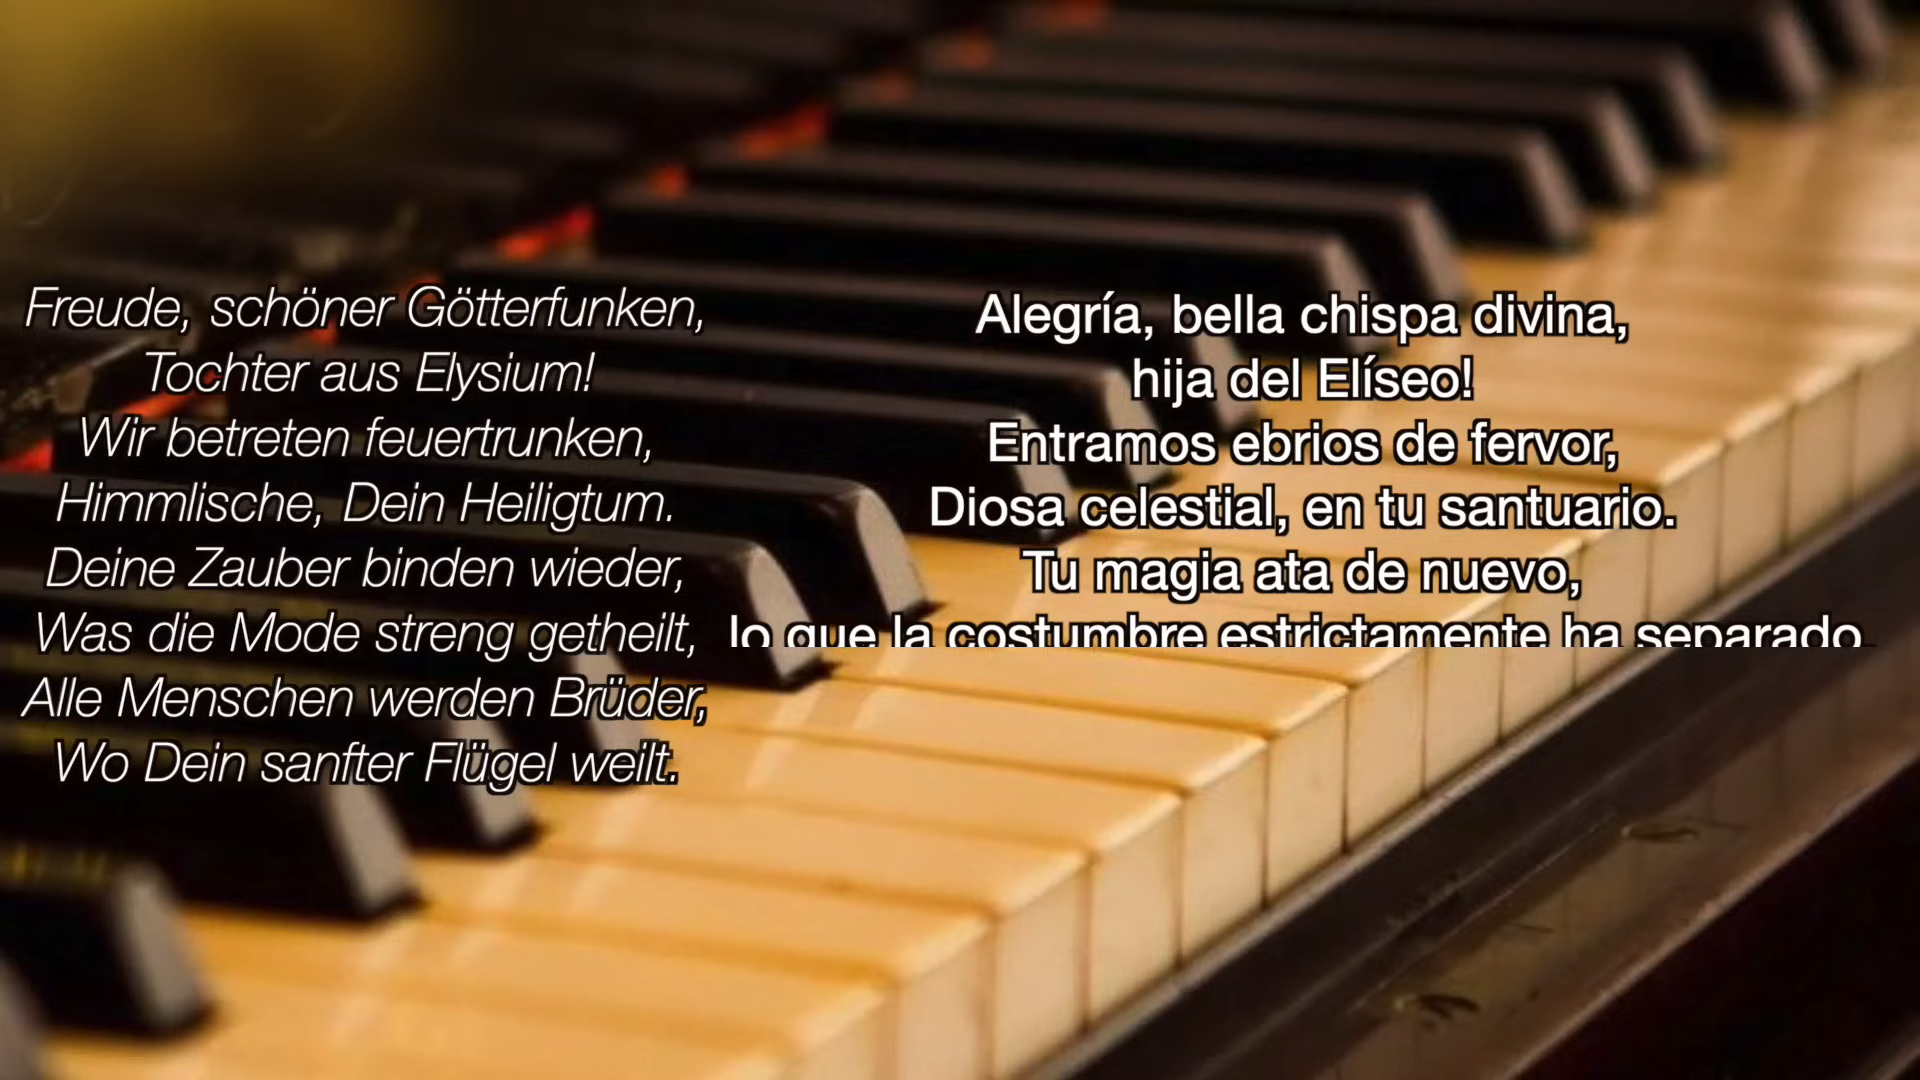 Freude, schöner Götterfunken,
Tochter aus Elysium!
Wir betreten feuertrunken,
Himmlische, Dein Heiligtum.
Deine Zauber binden wieder,
Was die Mode streng getheilt,
Alle Menschen werden Brüder,
Wo Dein sanfter Flügel weilt.
Alegría, bella chispa divina,
hija del Elíseo!
Entramos ebrios de fervor,
Diosa celestial, en tu santuario.
Tu magia ata de nuevo,
lo que la costumbre estrictamente ha separado